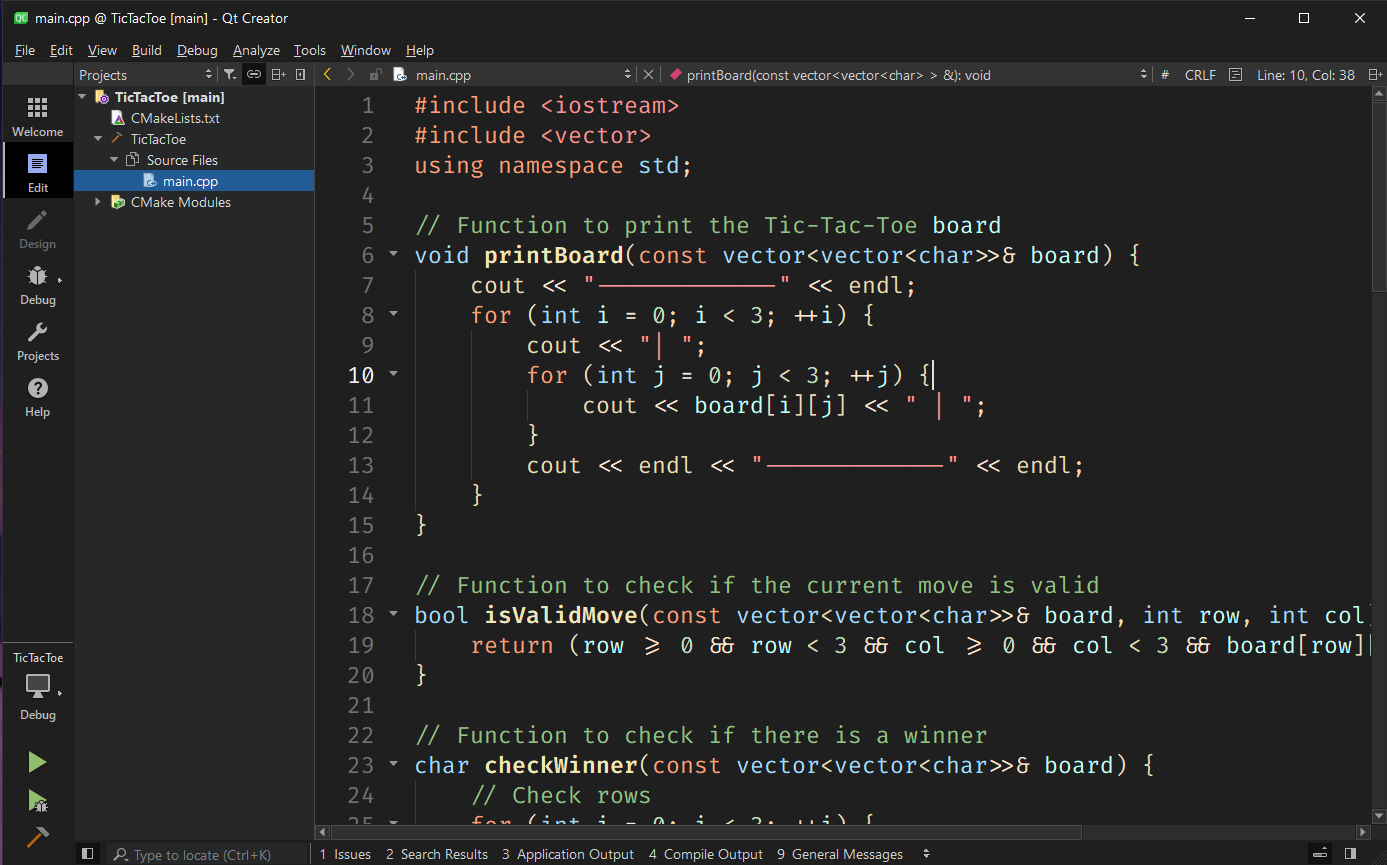 main.cpp @ TicTacToe [main] - Qt Creator
File Edit View Build Debug Analyze Tools Window Help
Projects
main.cpp
printBoard(const vector<vector<char> > &): void
# CRLF Line: 10, Col: 38
Welcome
Edit
Design
Debug
Projects
Help
TicTacToe
Debug
TicTacToe [main]
CMakeLists.txt
TicTacToe
Source Files
main.cpp
CMake Modules
1 #include <iostream>
2 #include <vector>
3 using namespace std;
4
5 // Function to print the Tic-Tac-Toe board
6 void printBoard(const vector<vector<char>>& board) {
7 cout << "-------------" << endl;
8 for (int i = 0; i < 3; ++i) {
9 cout << "| ";
10 for (int j = 0; j < 3; ++j) {
11 cout << board[i][j] << " | ";
12 }
13 cout << endl << "-------------" << endl;
14 }
15 }
16
17 // Function to check if the current move is valid
18 bool isValidMove(const vector<vector<char>>& board, int row, int col
19 return (row >= 0 && row < 3 && col >= 0 && col < 3 && board[row]
20 }
21
22 // Function to check if there is a winner
23 char checkWinner(const vector<vector<char>>& board) {
24 // Check rows
25 for (int i = 0; i < 3; ++i) {
Type to locate (Ctrl+K)
1 Issues 2 Search Results 3 Application Output 4 Compile Output 9 General Messages